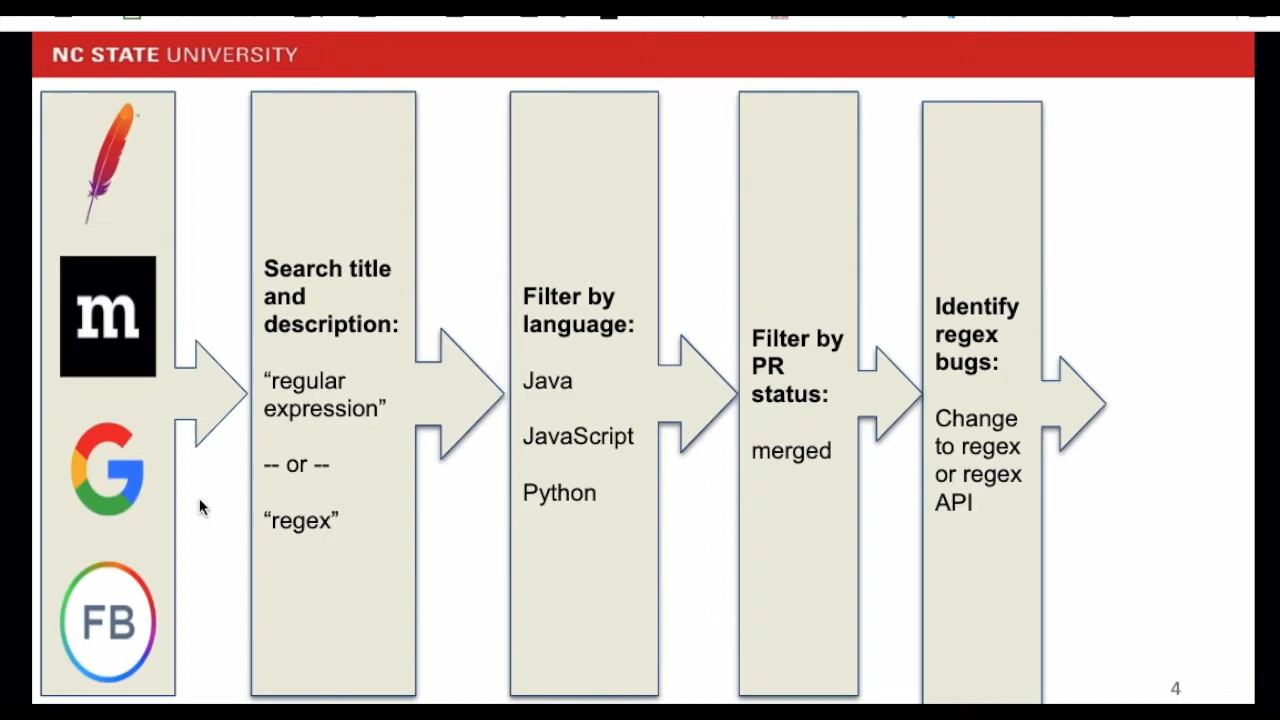 NC STATE UNIVERSITY
m
G
FB
Search title
and
description:
“regular
expression”
-- or --
“regex”
Filter by
language:
Java
JavaScript
Python
Filter by
PR
status:
merged
Identify
regex
bugs:
Change
to regex
or regex
API
4